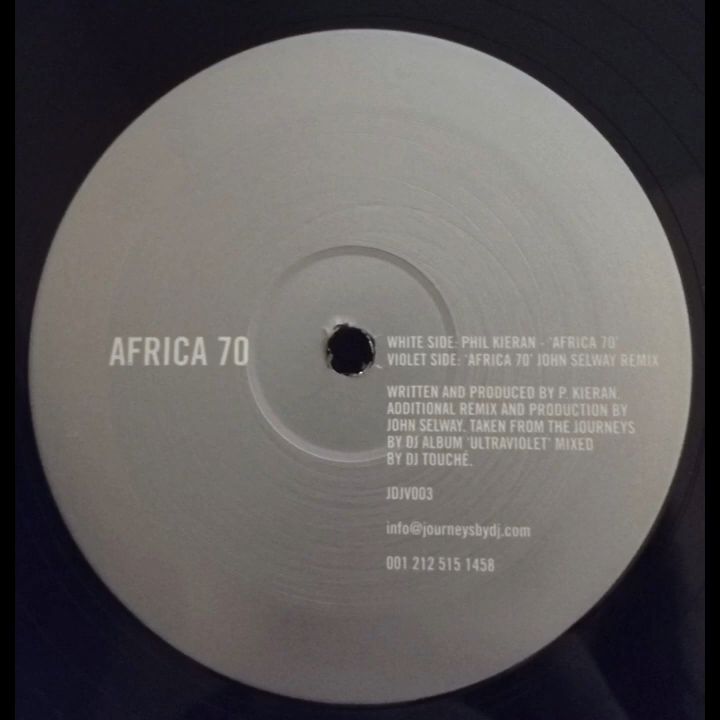 AFRICA 70
WHITE SIDE: PHIL KIERAN - 'AFRICA 70'
VIOLET SIDE: 'AFRICA 70' JOHN SELWAY REMIX
WRITTEN AND PRODUCED BY P. KIERAN.
ADDITIONAL REMIX AND PRODUCTION BY
JOHN SELWAY. TAKEN FROM THE JOURNEYS
BY DJ ALBUM 'ULTRAVIOLET' MIXED
BY DJ TOUCHÉ.
JDJV003
info@journeysbydj.com
001 212 515 1458